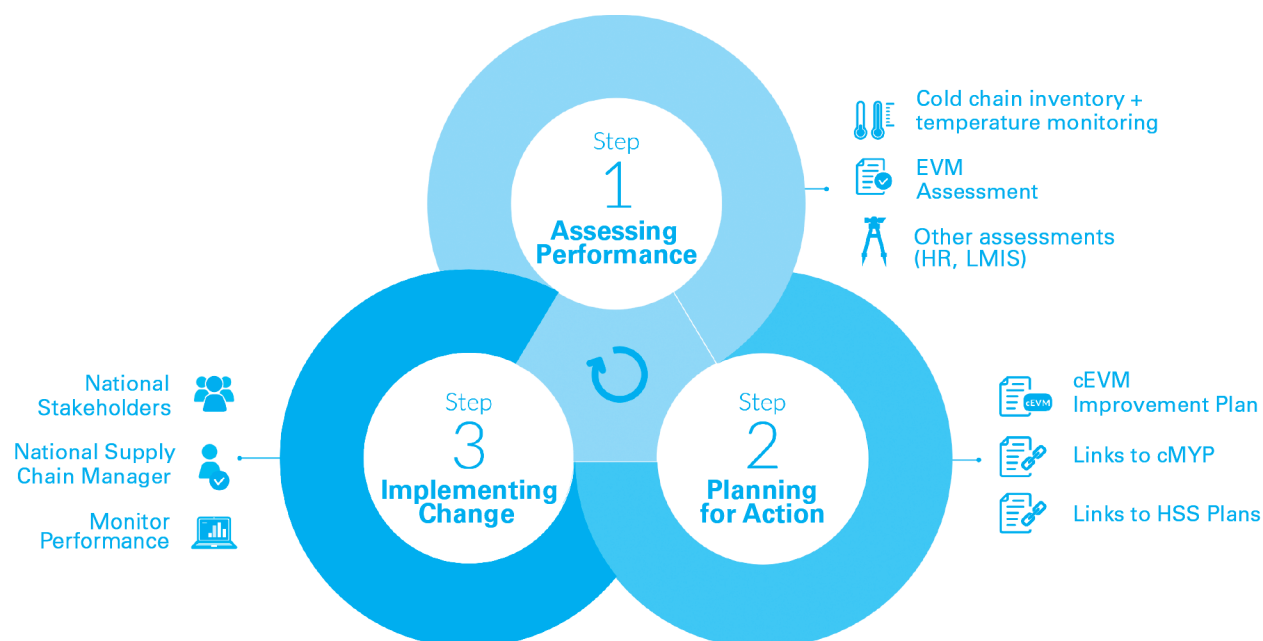 Step
1
Assessing
Performance
Cold chain inventory +
temperature monitoring
EVM
Assessment
Other assessments
(HR, LMIS)
Step
2
Planning
for Action
cEVM
cEVM
Improvement Plan
Links to cMYP
Links to HSS Plans
Step
3
Implementing
Change
National
Stakeholders
National Supply
Chain Manager
Monitor
Performance